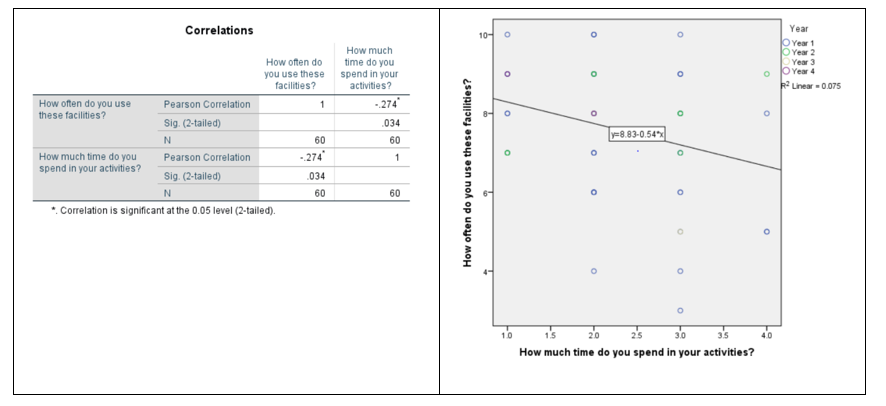 Correlations
How often do you use these facilities?
How much time do you spend in your activities?
How often do you use these facilities? Pearson Correlation 1 -.274*
Sig. (2-tailed) .034
N 60 60
How much time do you spend in your activities? Pearson Correlation -.274* 1
Sig. (2-tailed) .034
N 60 60
*. Correlation is significant at the 0.05 level (2-tailed).
How often do you use these facilities?
10
8
6
4
y=8.83-0.54*x
1.0 1.5 2.0 2.5 3.0 3.5 4.0
How much time do you spend in your activities?
Year
Year 1
Year 2
Year 3
Year 4
R2 Linear = 0.075